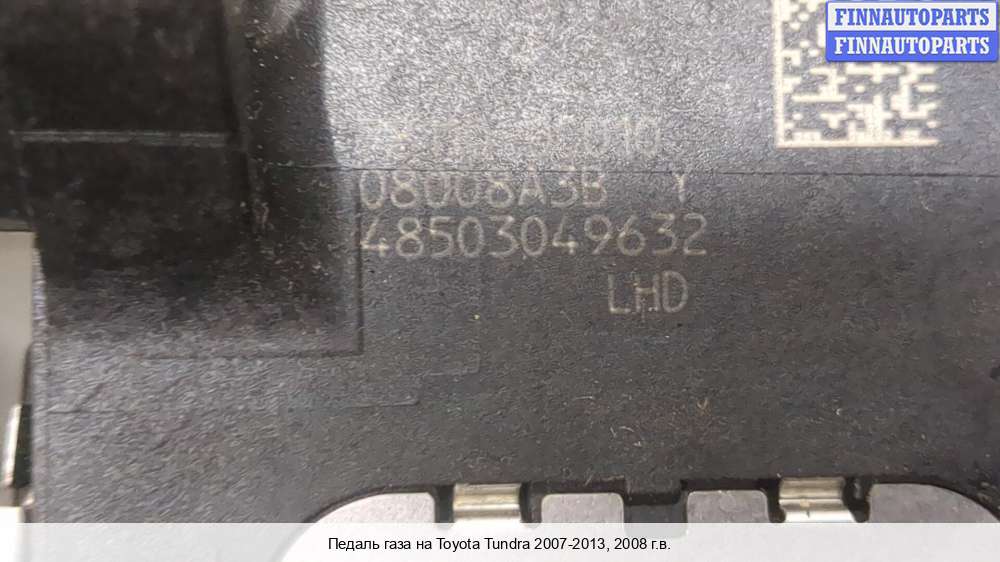 FINNAUTOPARTS
FINNAUTOPARTS
08008A3B Y
48503049632
LHD
Педаль газа на Toyota Tundra 2007-2013, 2008 г.в.